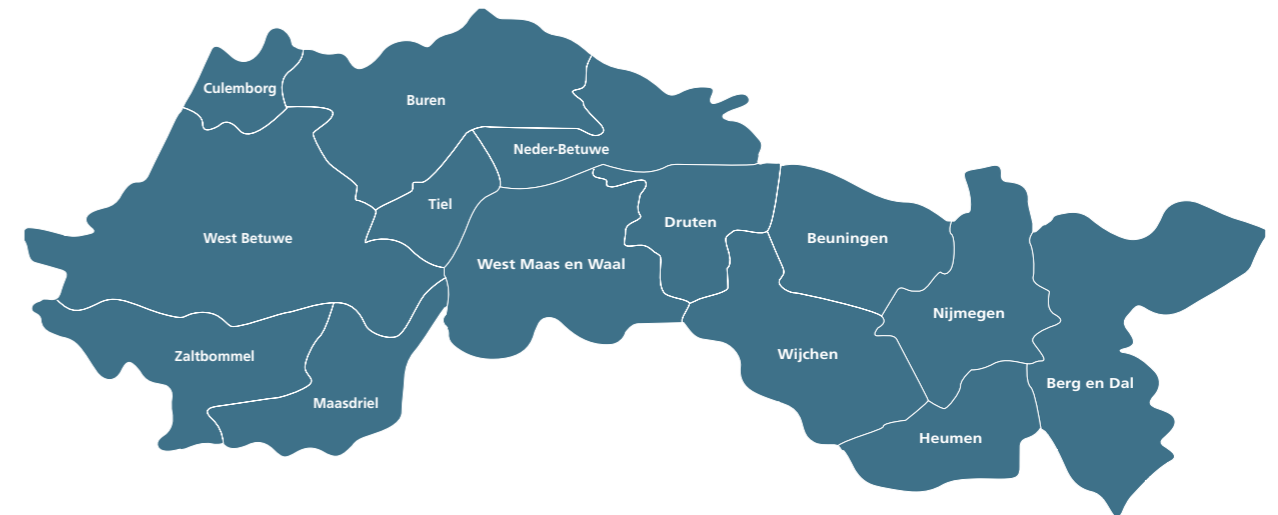 Culemborg
Buren
Neder-Betuwe
Tiel
Druten
West Betuwe
Beuningen
West Maas en Waal
Nijmegen
Zaltbommel
Wijchen
Berg en Dal
Maasdriel
Heumen